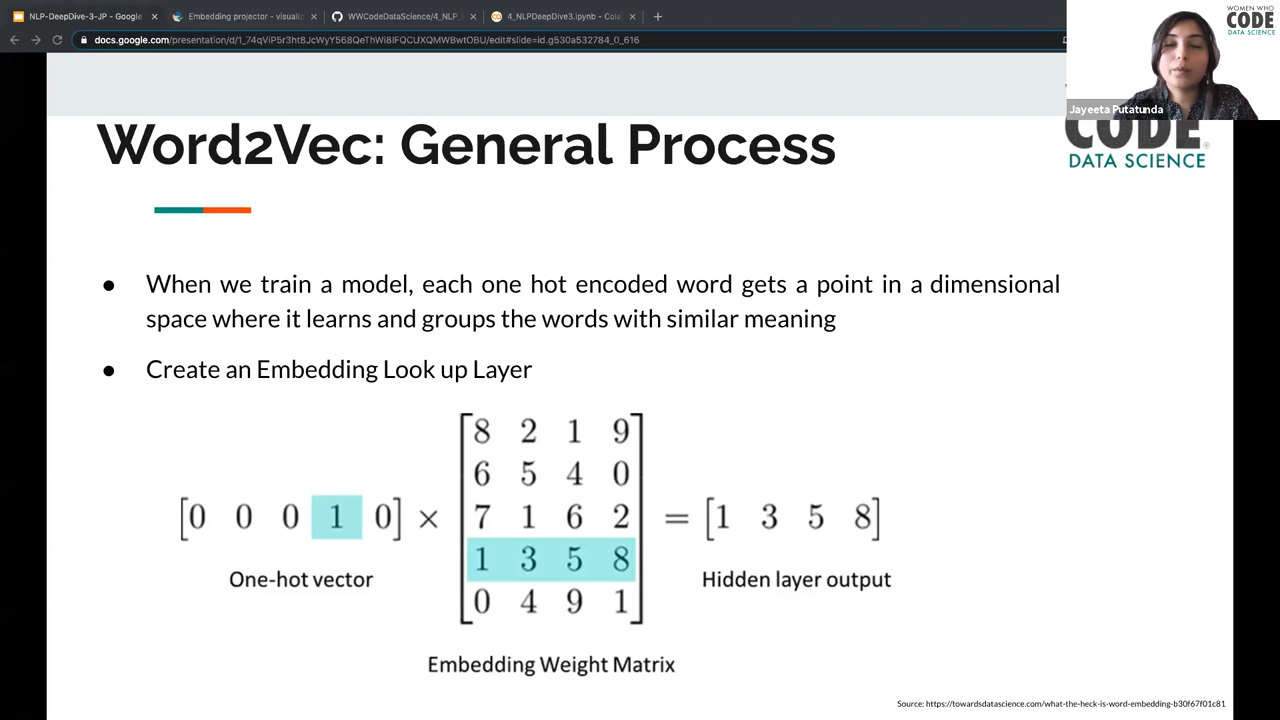 NLP-DeepDive-3-JP - Google
Embedding projector - visualiz
WWCodeDataScience/4_NLP_
4_NLPDeepDive3.ipynb - Cola
docs.google.com/presentation/d/1_74qViP5r3ht8JcWyY568QeThWi8IFQCUXQMWBwtOBU/edit#slide=id.g530a532784_0_616
WOMEN WHO
CODE
DATA SCIENCE
Jayeeta Putatunda
CODE
DATA SCIENCE
Word2Vec: General Process
● When we train a model, each one hot encoded word gets a point in a dimensional
space where it learns and groups the words with similar meaning
● Create an Embedding Look up Layer
8 2 1 9
6 5 4 0
[0 0 0 1 0] × 7 1 6 2 = [1 3 5 8]
1 3 5 8
0 4 9 1
One-hot vector
Hidden layer output
Embedding Weight Matrix
Source: https://towardsdatascience.com/what-the-heck-is-word-embedding-b30f67f01c81